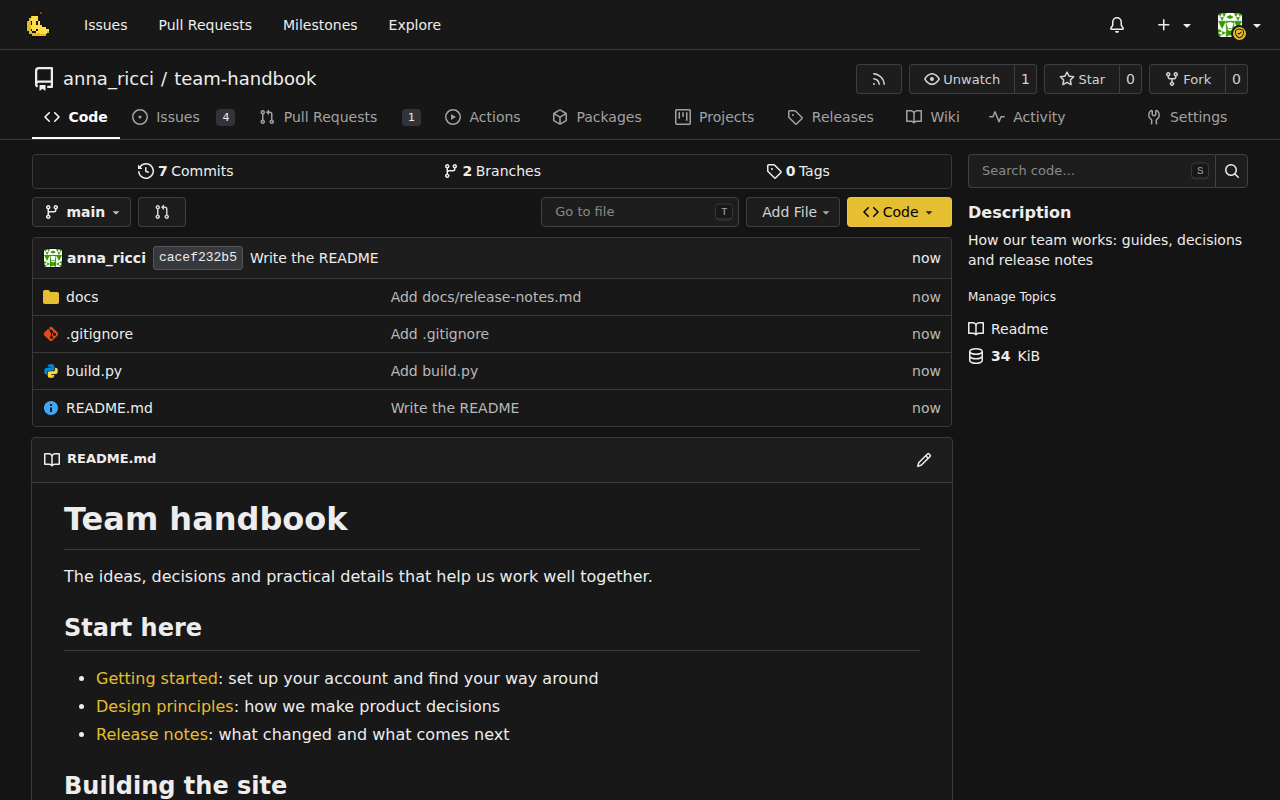 Issues Pull Requests Milestones Explore
anna_ricci / team-handbook
Unwatch 1 Star 0 Fork 0
Code Issues 4 Pull Requests 1 Actions Packages Projects Releases Wiki Activity Settings
7 Commits 2 Branches 0 Tags
Search code... S
main Go to file T Add File Code
Description
How our team works: guides, decisions
and release notes
Manage Topics
Readme
34 KiB
anna_ricci cacef232b5 Write the README now
docs Add docs/release-notes.md now
.gitignore Add .gitignore now
build.py Add build.py now
README.md Write the README now
README.md
Team handbook
The ideas, decisions and practical details that help us work well together.
Start here
Getting started: set up your account and find your way around
Design principles: how we make product decisions
Release notes: what changed and what comes next
Building the site